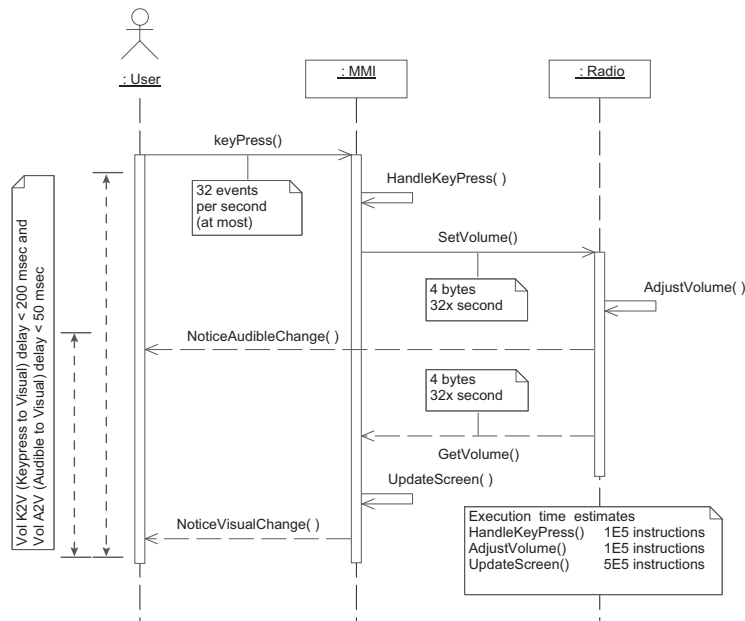 : User
: MMI
: Radio
keyPress()
32 events
per second
(at most)
HandleKeyPress( )
SetVolume()
4 bytes
32x second
AdjustVolume( )
NoticeAudibleChange( )
4 bytes
32x second
GetVolume()
UpdateScreen( )
NoticeVisualChange( )
Vol K2V (Keypress to Visual) delay < 200 msec and
Vol A2V (Audible to Visual) delay < 50 msec
Execution time estimates
HandleKeyPress() 1E5 instructions
AdjustVolume() 1E5 instructions
UpdateScreen() 5E5 instructions